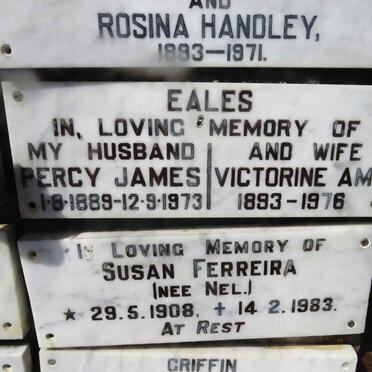 AND
ROSINA HANDLEY,
1893—1971.
EALES
IN, LOVING MEMORY OF
MY HUSBAND AND WIFE
PERCY JAMES VICTORINE AM
1-8-1889-12-9-1973 1893-1976
IN LOVING MEMORY OF
SUSAN FERREIRA
(NEE NEL.)
★ 29.5.1908. + 14 2.1983.
AT REST
GRIFFIN